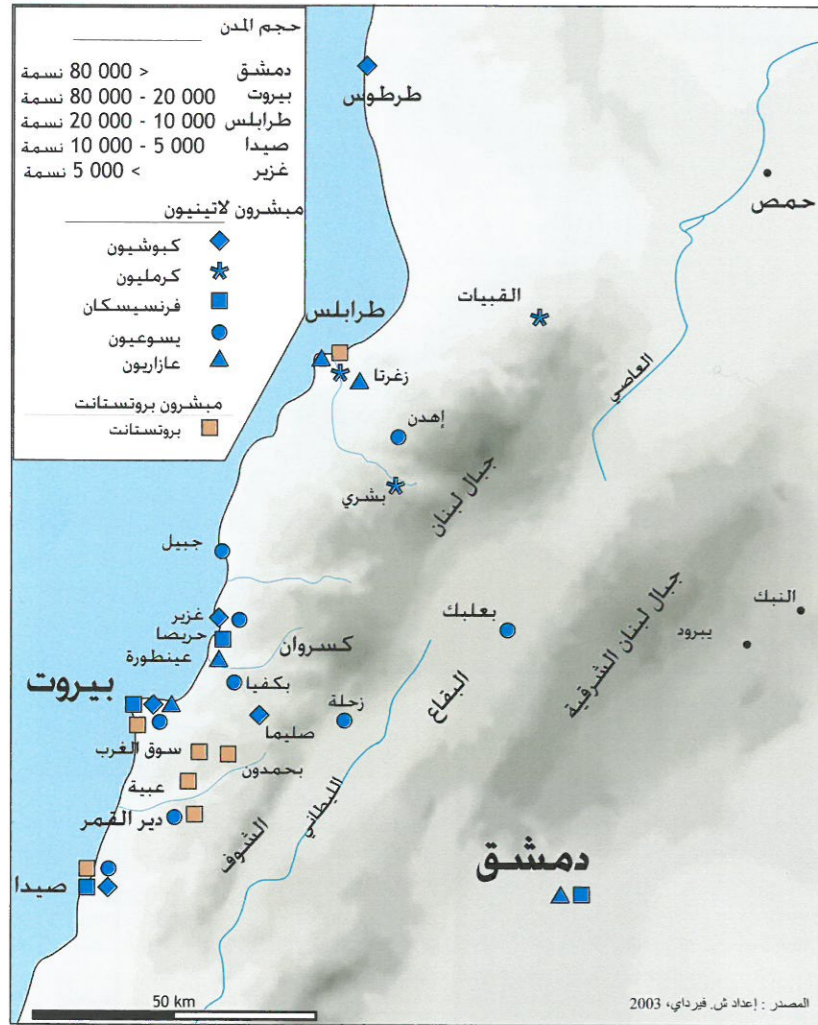 حجم المدن
دمشق > 80 000 نسمة
بيروت 20 000 - 80 000 نسمة
طرابلس 10 000 - 20 000 نسمة
صيدا 5 000 - 10 000 نسمة
غزير < 5 000 نسمة
مبشرون لاتينيون
كبوشيون
كرمليون
فرنسيسكان
يسوعيون
عازاريون
مبشرون بروتستانت
بروتستانت
طرطوس
حمص
القبيات
طرابلس
العاصي
زغرتا
إهدن
بشري
جبال لبنان
جبيل
جبال لبنان الشرقية
النبك
يبرود
بعلبك
غزير
حريصا
كسروان
عينطورة
بكفيا
البقاع
بيروت
زحلة
صليما
سوق الغرب
بحمدون
عبية
الليطاني
دير القمر
الشوف
دمشق
صيدا
50 km
المصدر : إعداد ش. فيرداي، 2003